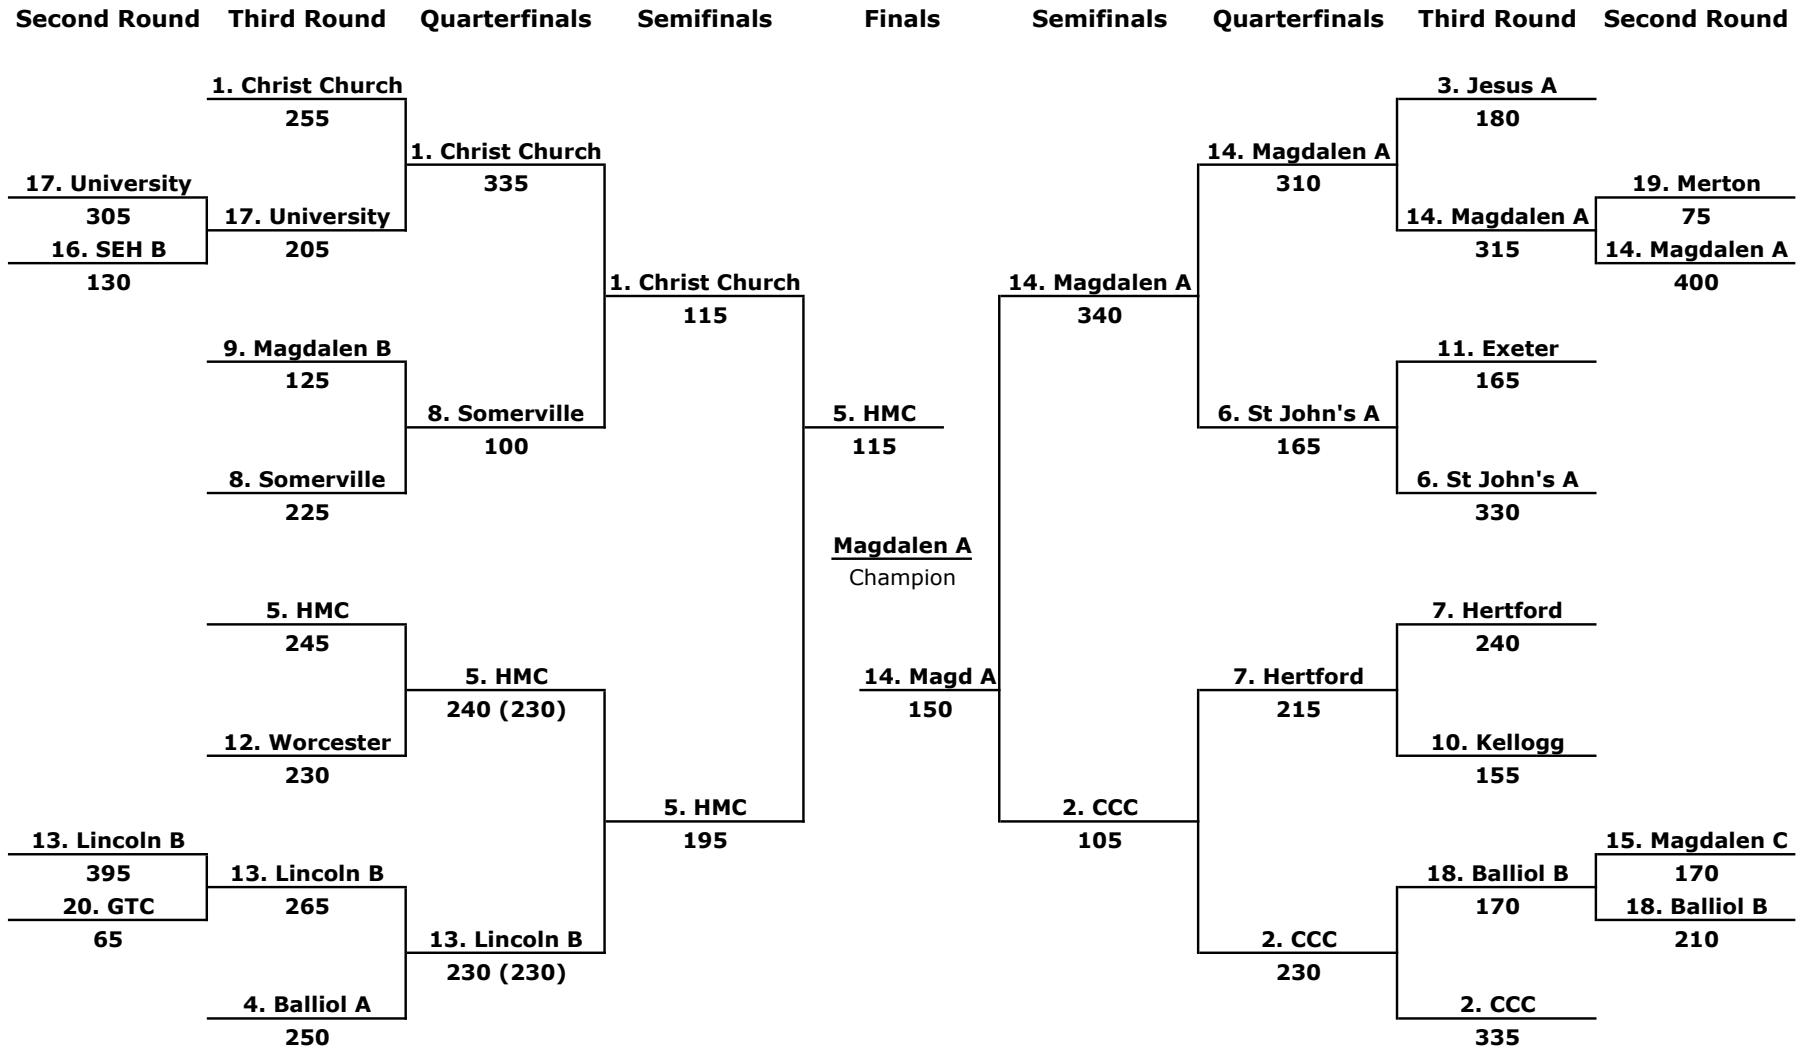 Second Round Third Round Quarterfinals Semifinals Finals Semifinals Quarterfinals Third Round Second Round
1. Christ Church 3. Jesus A
255 180
1. Christ Church 14. Magdalen A
17. University 335 310 19. Merton
305 17. University 14. Magdalen A 75
16. SEH B 205 315 14. Magdalen A
130 1. Christ Church 14. Magdalen A 400
115 340
9. Magdalen B 11. Exeter
125 165
8. Somerville 5. HMC 6. St John's A
100 115 165
8. Somerville 6. St John's A
225 330
Magdalen A
Champion
5. HMC 7. Hertford
245 240
5. HMC 14. Magd A 7. Hertford
240 (230) 150 215
12. Worcester 10. Kellogg
230 155
5. HMC 2. CCC
13. Lincoln B 195 105 15. Magdalen C
395 13. Lincoln B 18. Balliol B 170
20. GTC 265 170 18. Balliol B
65 13. Lincoln B 2. CCC 210
230 (230) 230
4. Balliol A 2. CCC
250 335